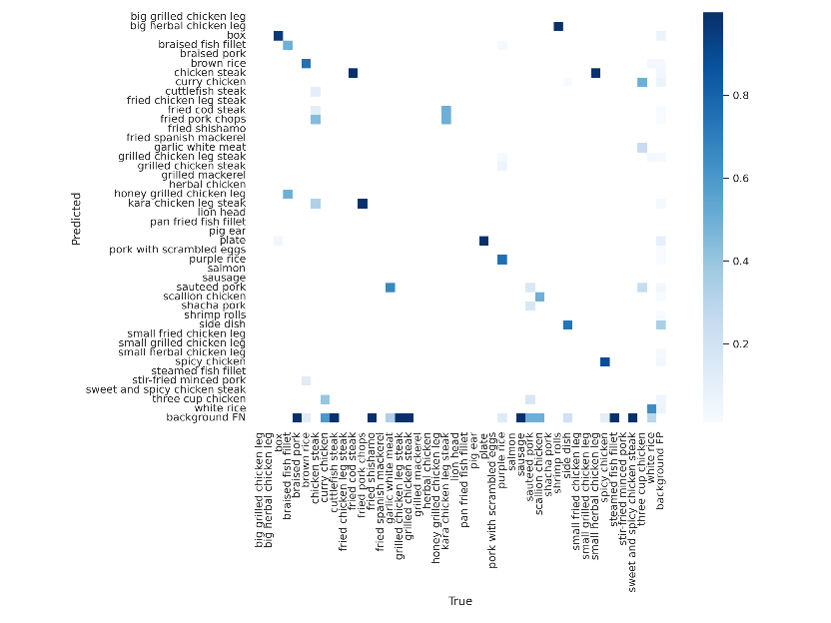 big grilled chicken leg
big herbal chicken leg
box
braised fish fillet
braised pork
brown rice
chicken steak
curry chicken
cuttlefish steak
fried chicken leg steak
fried cod steak
fried pork chops
fried shishamo
fried spanish mackerel
garlic white meat
grilled chicken leg steak
grilled chicken steak
grilled mackerel
herbal chicken
honey grilled chicken leg
kara chicken leg steak
lion head
pan fried fish fillet
pig ear
plate
pork with scrambled eggs
purple rice
salmon
sausage
sauteed pork
scallion chicken
shacha pork
shrimp rolls
side dish
small fried chicken leg
small grilled chicken leg
small herbal chicken leg
spicy chicken
steamed fish fillet
stir-fried minced pork
sweet and spicy chicken steak
three cup chicken
white rice
background FN
Predicted
big grilled chicken leg
big herbal chicken leg
box
braised fish fillet
braised pork
brown rice
chicken steak
curry chicken
cuttlefish steak
fried chicken leg steak
fried cod steak
fried pork chops
fried shishamo
fried spanish mackerel
garlic white meat
grilled chicken leg steak
grilled chicken steak
grilled mackerel
herbal chicken
honey grilled chicken leg
kara chicken leg steak
lion head
pan fried fish fillet
pig ear
plate
pork with scrambled eggs
purple rice
salmon
sausage
sauteed pork
scallion chicken
shacha pork
shrimp rolls
side dish
small fried chicken leg
small grilled chicken leg
small herbal chicken leg
spicy chicken
steamed fish fillet
stir-fried minced pork
sweet and spicy chicken steak
three cup chicken
white rice
background FP
True
0.8
0.6
0.4
0.2